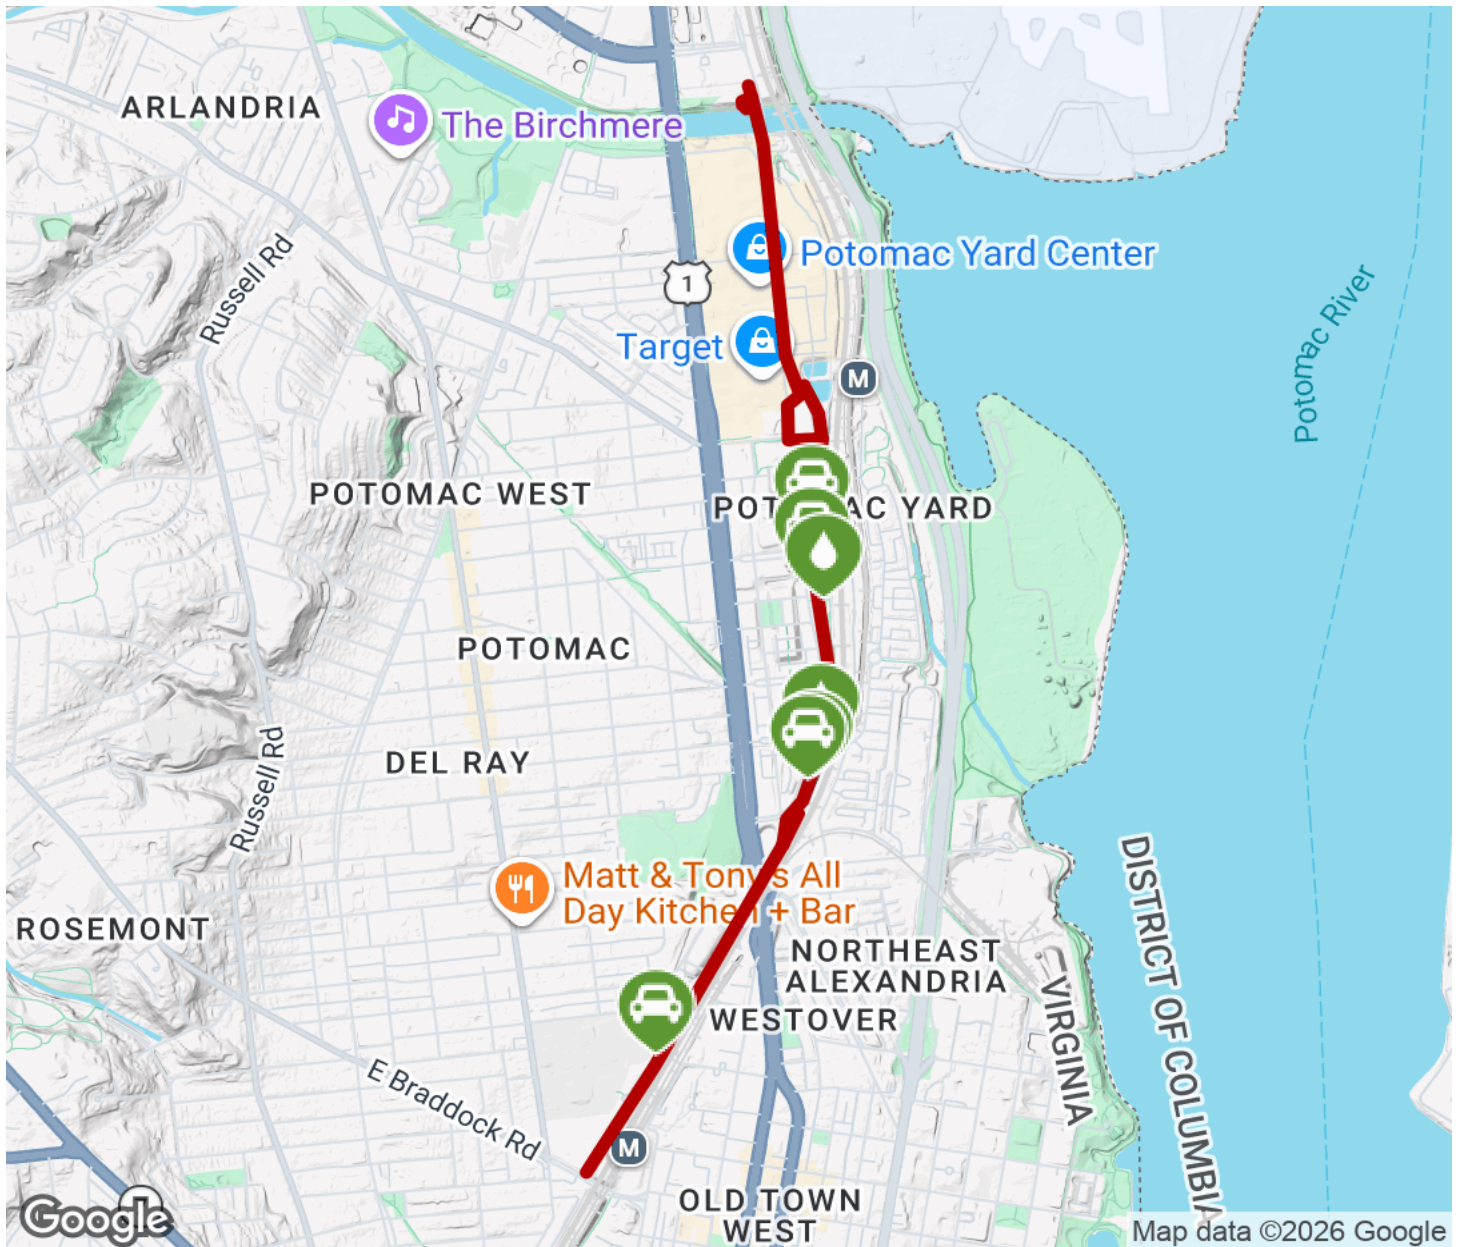 ARLANDRIA
The Birchmere
Russell Rd
Potomac Yard Center
1
Target
M
Potomac River
POTOMAC WEST
POTOMAC YARD
POTOMAC
DEL RAY
Russell Rd
Matt & Tony's All
Day Kitchen + Bar
ROSEMONT
NORTHEAST
ALEXANDRIA
WESTOVER
DISTRICT OF COLUMBIA
VIRGINIA
E Braddock Rd
M
OLD TOWN
WEST
Google
Map data ©2026 Google